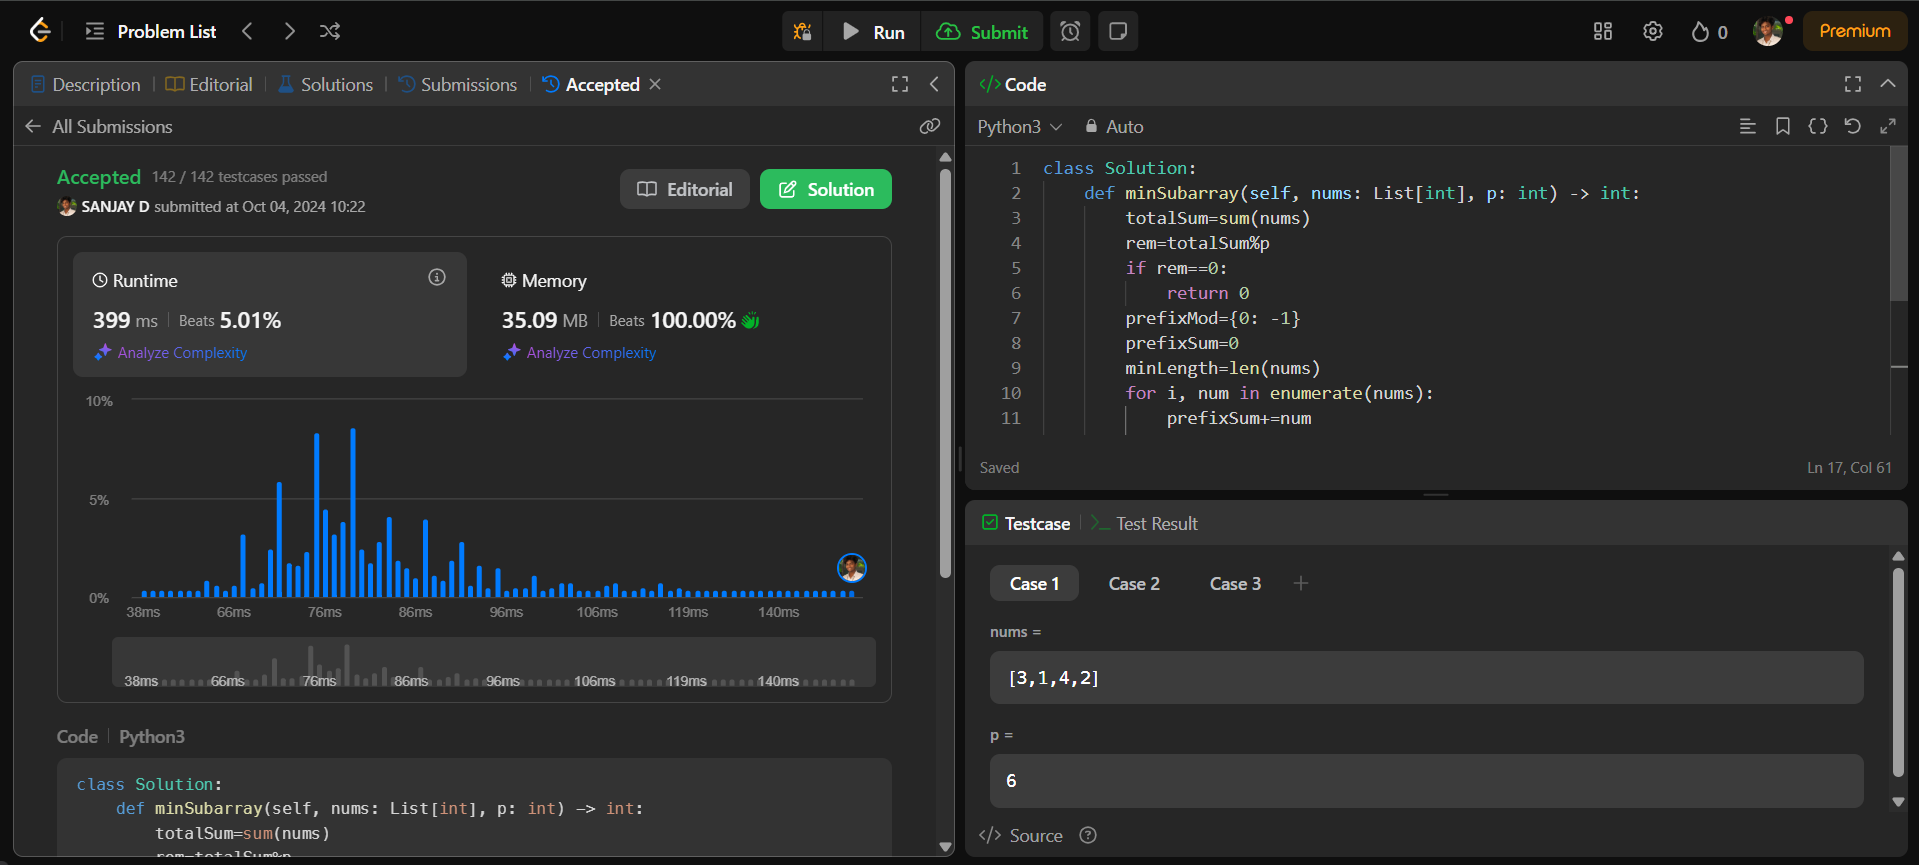 Problem List
Run
Submit
0
Premium
Description
Editorial
Solutions
Submissions
Accepted
All Submissions
Accepted 142 / 142 testcases passed
SANJAY D submitted at Oct 04, 2024 10:22
Editorial
Solution
Runtime
399 ms Beats 5.01%
Analyze Complexity
Memory
35.09 MB Beats 100.00%
Analyze Complexity
10%
5%
0%
38ms 66ms 76ms 86ms 96ms 106ms 119ms 140ms
38ms 66ms 76ms 86ms 96ms 106ms 119ms 140ms
Code Python3
class Solution:
def minSubarray(self, nums: List[int], p: int) -> int:
totalSum=sum(nums)
rem=totalSum%p
</> Code
Python3 Auto
1 class Solution:
2 def minSubarray(self, nums: List[int], p: int) -> int:
3 totalSum=sum(nums)
4 rem=totalSum%p
5 if rem==0:
6 return 0
7 prefixMod={0: -1}
8 prefixSum=0
9 minLength=len(nums)
10 for i, num in enumerate(nums):
11 prefixSum+=num
Saved
Ln 17, Col 61
Testcase
Test Result
Case 1 Case 2 Case 3 +
nums =
[3,1,4,2]
p =
6
</> Source